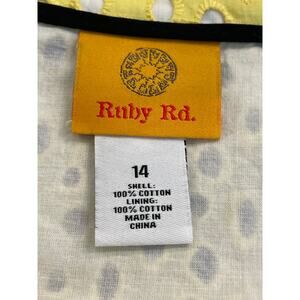 Ruby Rd.
14
SHELL:
100% COTTON
LINING:
100% COTTON
MADE IN
CHINA